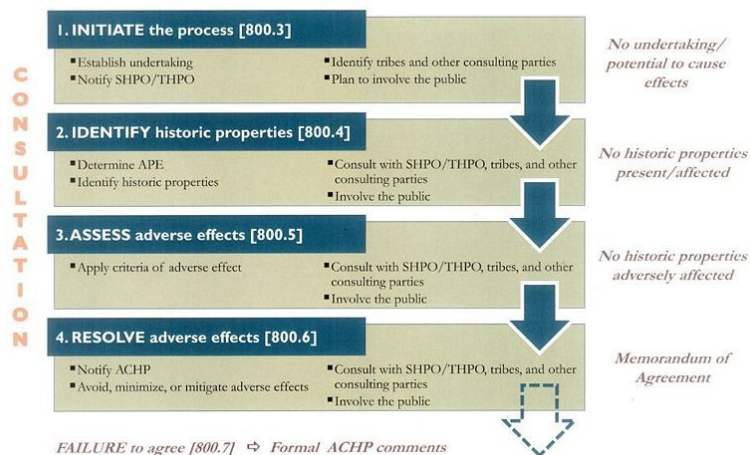 CONSULTATION
1. INITIATE the process [800.3]
▪ Establish undertaking
▪ Notify SHPO/THPO
▪ Identify tribes and other consulting parties
▪ Plan to involve the public
No undertaking/
potential to cause
effects
2. IDENTIFY historic properties [800.4]
▪ Determine APE
▪ Identify historic properties
▪ Consult with SHPO/THPO, tribes, and other
consulting parties
▪ Involve the public
No historic properties
present/affected
3. ASSESS adverse effects [800.5]
▪ Apply criteria of adverse effect
▪ Consult with SHPO/THPO, tribes, and other
consulting parties
▪ Involve the public
No historic properties
adversely affected
4. RESOLVE adverse effects [800.6]
▪ Notify ACHP
▪ Avoid, minimize, or mitigate adverse effects
▪ Consult with SHPO/THPO, tribes, and other
consulting parties
▪ Involve the public
Memorandum of
Agreement
FAILURE to agree [800.7] ⇨ Formal ACHP comments